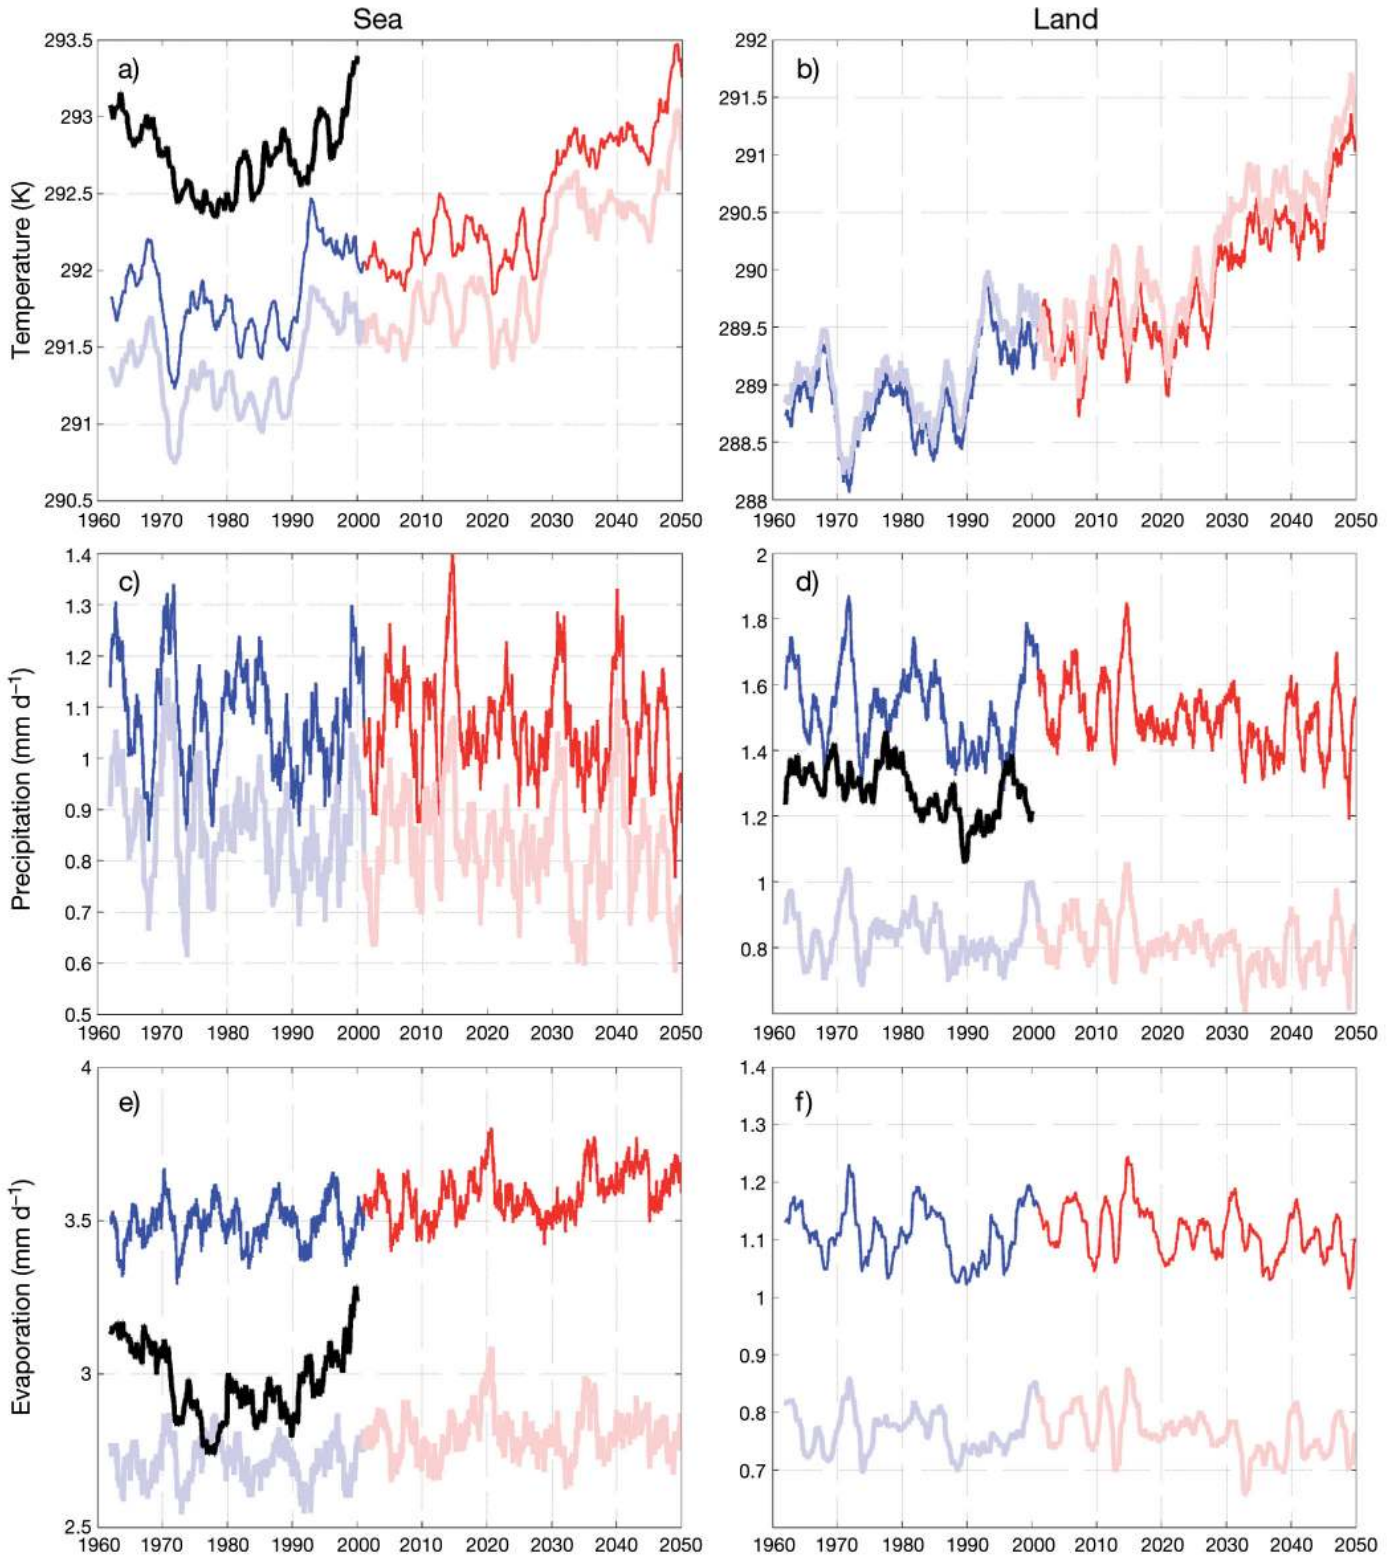 Sea Land
293.5
293
292.5
292
291.5
291
290.5
Temperature (K)
a)
1960 1970 1980 1990 2000 2010 2020 2030 2040 2050
292
291.5
291
290.5
290
289.5
289
288.5
288
b)
1960 1970 1980 1990 2000 2010 2020 2030 2040 2050
1.4
1.3
1.2
1.1
1
0.9
0.8
0.7
0.6
0.5
Precipitation (mm d⁻¹)
c)
1960 1970 1980 1990 2000 2010 2020 2030 2040 2050
2
1.8
1.6
1.4
1.2
1
0.8
d)
1960 1970 1980 1990 2000 2010 2020 2030 2040 2050
4
3.5
3
2.5
Evaporation (mm d⁻¹)
e)
1960 1970 1980 1990 2000 2010 2020 2030 2040 2050
1.4
1.3
1.2
1.1
1
0.9
0.8
0.7
f)
1960 1970 1980 1990 2000 2010 2020 2030 2040 2050